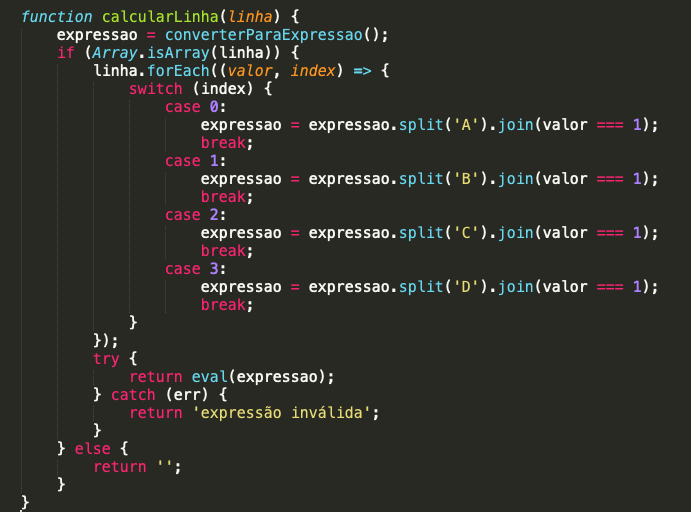 function calcularLinha(linha) {
    expressao = converterParaExpressao();
    if (Array.isArray(linha)) {
        linha.forEach((valor, index) => {
            switch (index) {
                case 0:
                    expressao = expressao.split('A').join(valor === 1);
                    break;
                case 1:
                    expressao = expressao.split('B').join(valor === 1);
                    break;
                case 2:
                    expressao = expressao.split('C').join(valor === 1);
                    break;
                case 3:
                    expressao = expressao.split('D').join(valor === 1);
                    break;
            }
        });
        try {
            return eval(expressao);
        } catch (err) {
            return 'expressão inválida';
        }
    } else {
        return '';
    }
}